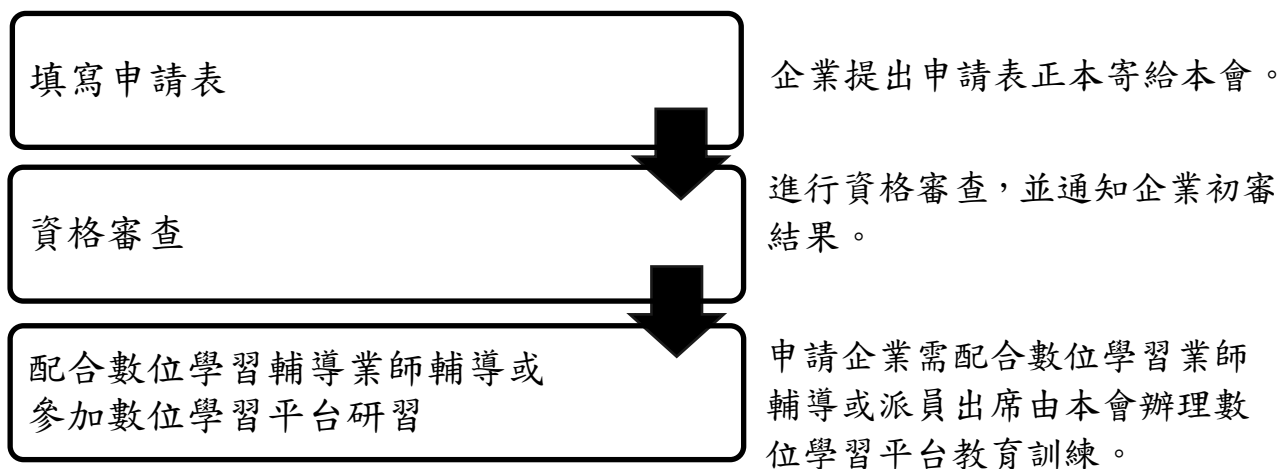 填寫申請表
企業提出申請表正本寄給本會。
資格審查
進行資格審查，並通知企業初審
結果。
配合數位學習輔導業師輔導或
參加數位學習平台研習
申請企業需配合數位學習業師
輔導或派員出席由本會辦理數
位學習平台教育訓練。